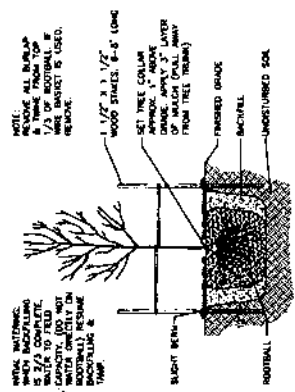 NOTE:
REMOVE ALL BURLAP
& TWINE FROM TOP
1/3 OF ROOTBALL. IF
WIRE BASKET IS USED,
REMOVE.
1 1/2" X 1 1/2"
WOOD STAKES, 6-8' LONG
SET TREE COLLAR
APPROX. 1" ABOVE
GRADE. APPLY 3" LAYER
OF MULCH (PULL AWAY
FROM TREE TRUNK)
FINISHED GRADE
BACKFILL
UNDISTURBED SOIL
INITIAL WATERING:
WHEN BACKFILLING
IS 2/3 COMPLETE,
WATER TO FIELD
CAPACITY. (DO NOT
WATER DIRECTLY ON
ROOTBALL) RESUME
BACKFILLING &
TAMP.
SLIGHT BERM
ROOTBALL